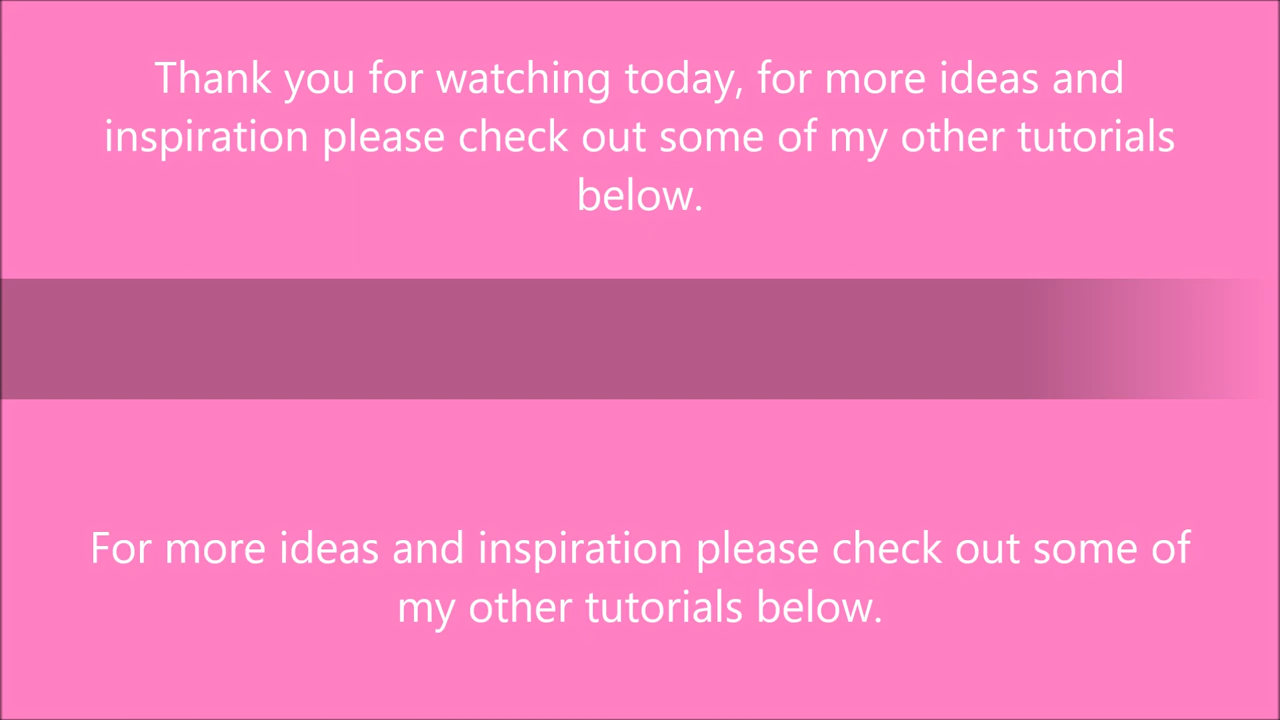 Thank you for watching today, for more ideas and
inspiration please check out some of my other tutorials
below.
For more ideas and inspiration please check out some of
my other tutorials below.